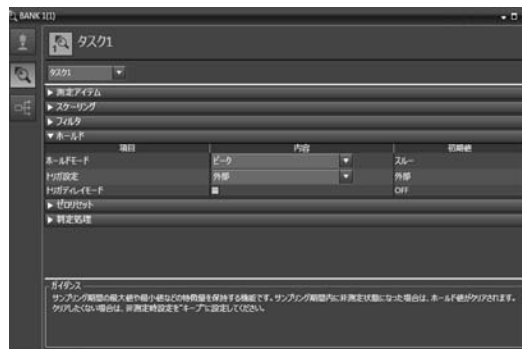 BANK 1(1)
タスク1
タスク1
▶ 測定アイテム
▶ スケーリング
▶ フィルタ
▼ ホールド
項目 内容 初期値
ホールドモード ピーク スルー
トリガ設定 外部 外部
トリガディレイモード OFF
▶ ゼロリセット
▶ 判定処理
ガイダンス
サンプリング期間の最大値や最小値などの特徴量を保持する機能です。サンプリング期間内に非測定状態になった場合は、ホールド値がクリアされます。
クリアしたくない場合は、非測定時設定を"キープ"に設定してください。